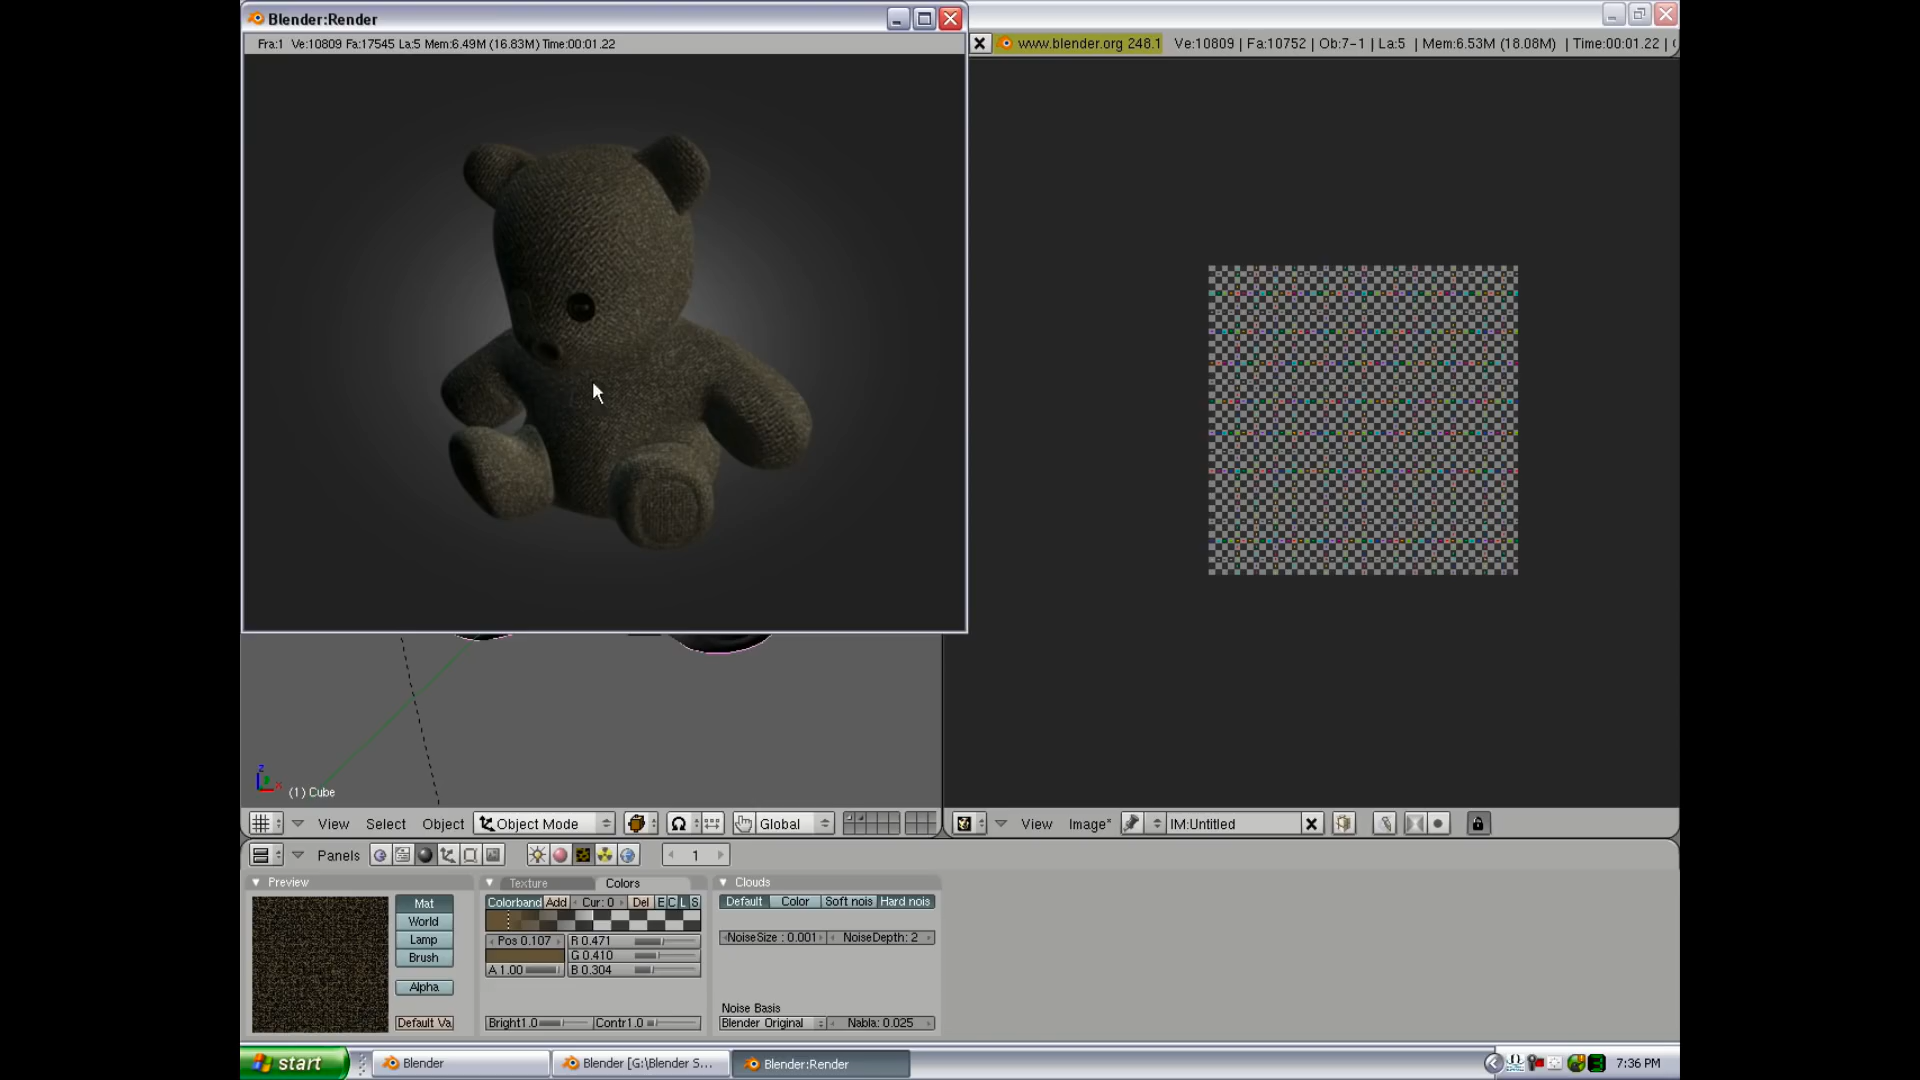 Blender:Render
Fra:1 Ve:10809 Fa:17545 La:5 Mem:6.49M (16.83M) Time:00:01.22
www.blender.org 248.1 Ve:10809 | Fa:10752 | Ob:7-1 | La:5 | Mem:6.53M (18.08M) | Time:00:01.22 |
z
x
(1) Cube
View Select Object Object Mode Global
View Image* IM:Untitled
Panels 1
Preview
Mat
World
Lamp
Brush
Alpha
Default Va
Texture Colors
Colorband Add Cur: 0 Del E C L S
Pos 0.107 R 0.471
G 0.410
A 1.00 B 0.304
Bright1.0 Contr1.0
Clouds
Default Color Soft nois Hard nois
NoiseSize : 0.001 NoiseDepth: 2
Noise Basis
Blender Original Nabla: 0.025
start Blender Blender [G:\Blender S... Blender:Render 7:36 PM